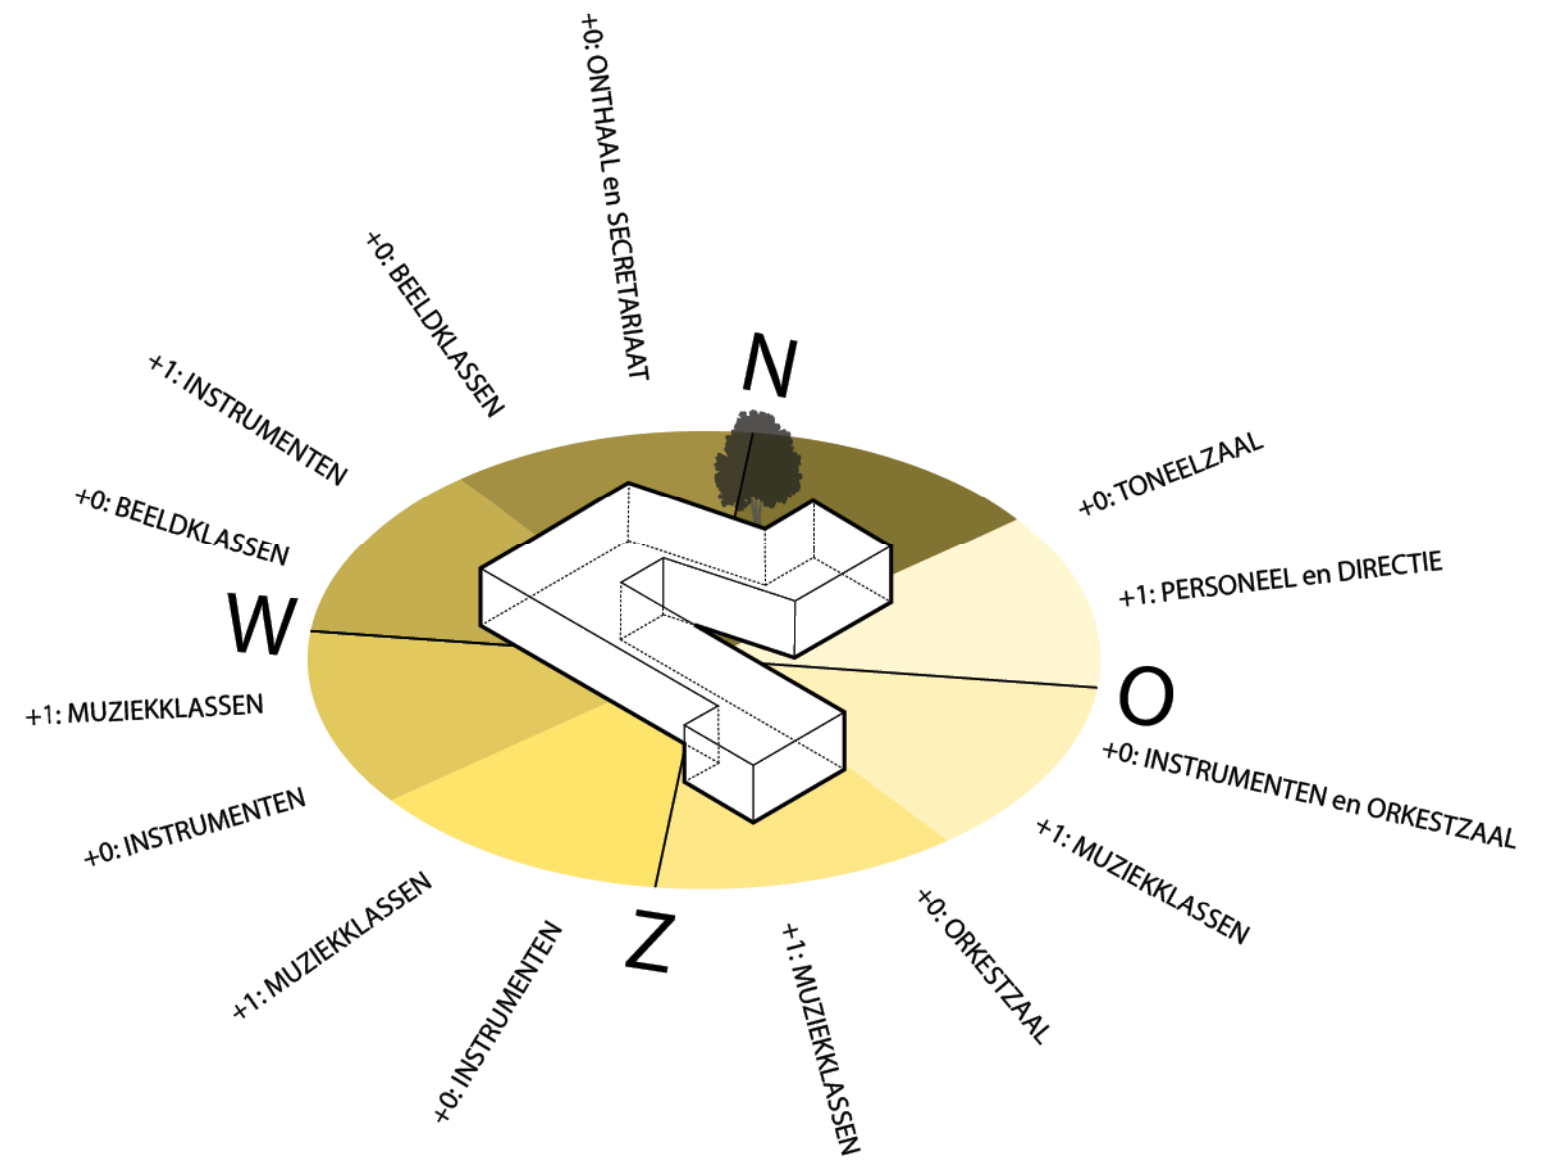 +0: ONTHAAL en SECRETARIAAT
+0: BEELDKLASSEN
N
+1: INSTRUMENTEN
+0: TONEELZAAL
+0: BEELDKLASSEN
+1: PERSONEEL en DIRECTIE
W
O
+1: MUZIEKKLASSEN
+0: INSTRUMENTEN en ORKESTZAAL
+0: INSTRUMENTEN
+1: MUZIEKKLASSEN
+1: MUZIEKKLASSEN
Z
+0: ORKESTZAAL
+0: INSTRUMENTEN
+1: MUZIEKKLASSEN